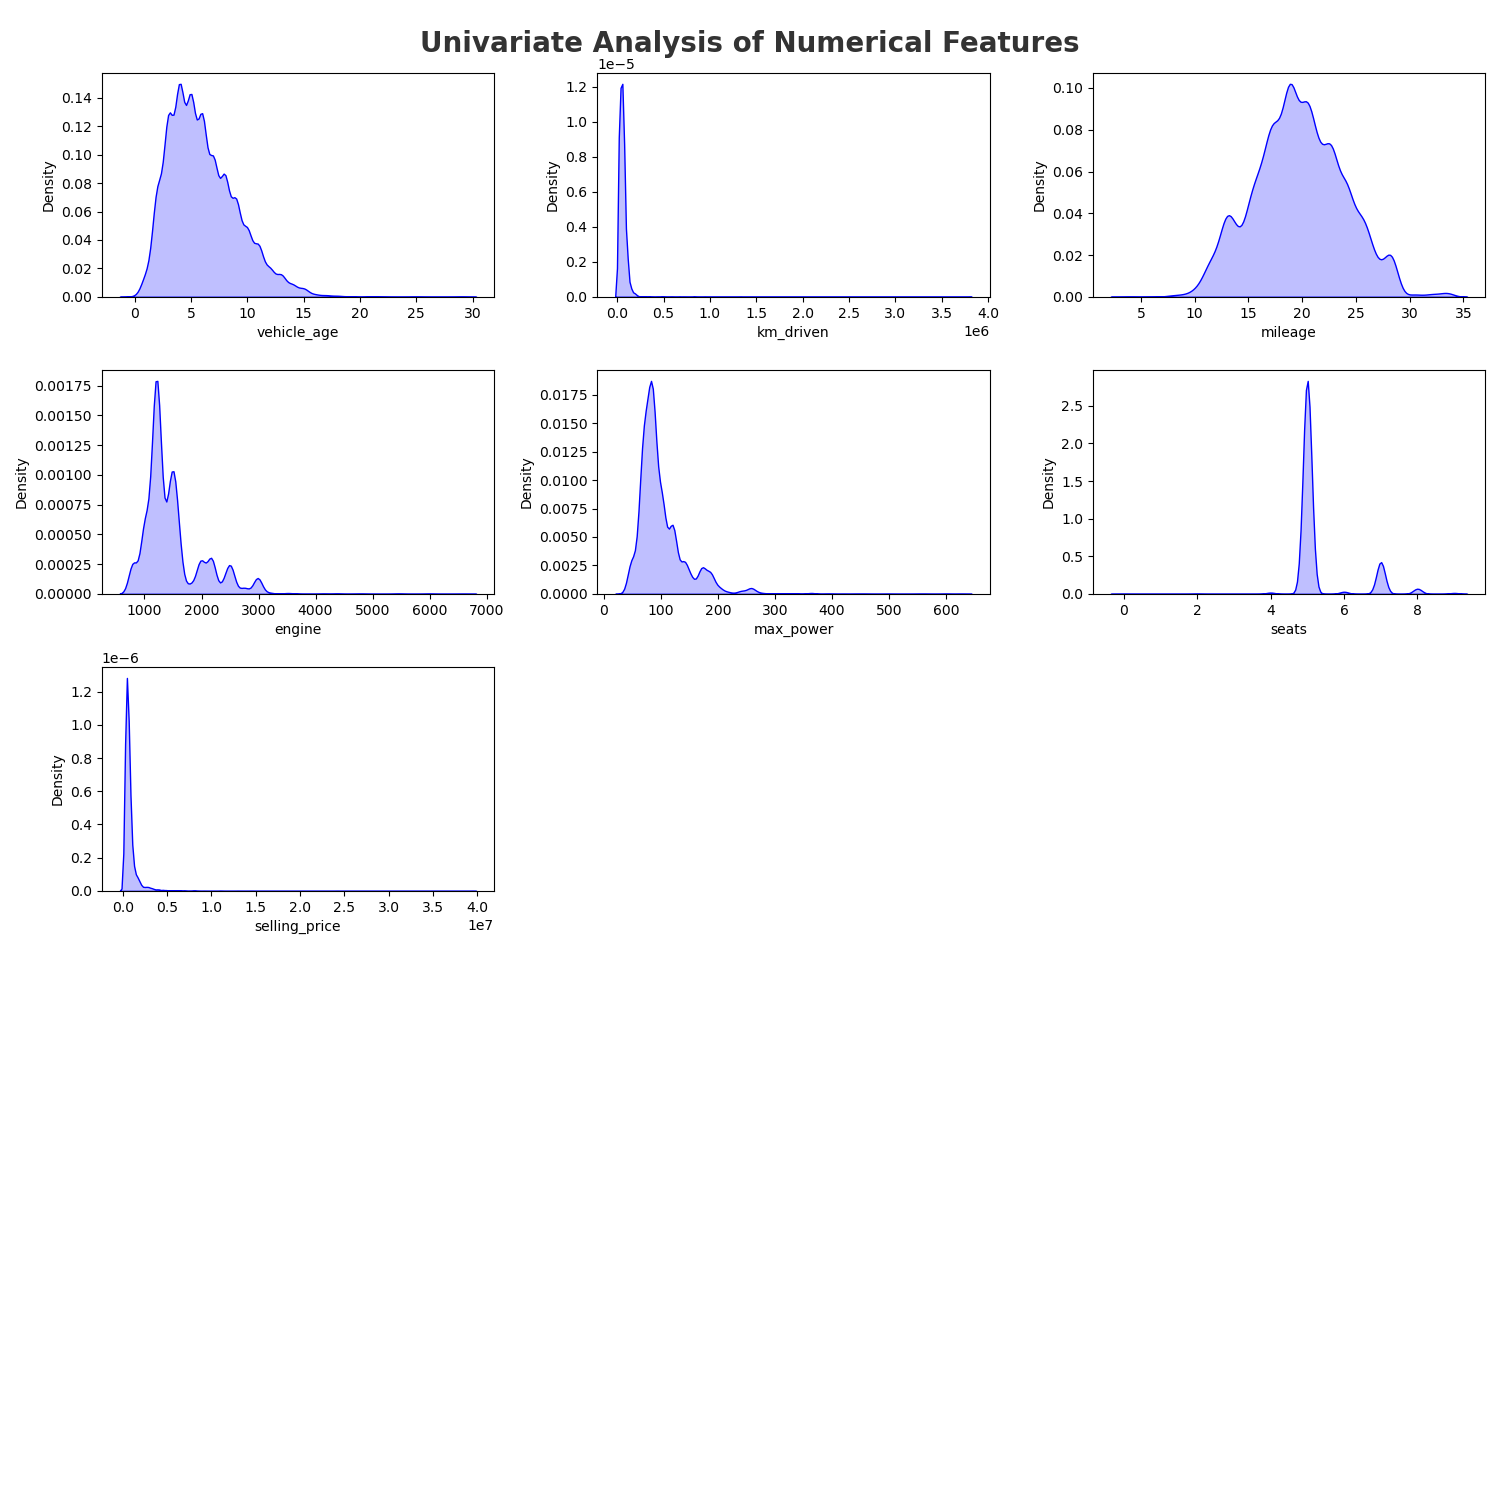 Univariate Analysis of Numerical Features
0.14
0.12
0.10
0.08
0.06
0.04
0.02
0.00
Density
0 5 10 15 20 25 30
vehicle_age
1e−5
1.2
1.0
0.8
0.6
0.4
0.2
0.0
Density
0.0 0.5 1.0 1.5 2.0 2.5 3.0 3.5 4.0
1e6
km_driven
0.10
0.08
0.06
0.04
0.02
0.00
Density
5 10 15 20 25 30 35
mileage
0.00175
0.00150
0.00125
0.00100
0.00075
0.00050
0.00025
0.00000
Density
1000 2000 3000 4000 5000 6000 7000
engine
0.0175
0.0150
0.0125
0.0100
0.0075
0.0050
0.0025
0.0000
Density
0 100 200 300 400 500 600
max_power
2.5
2.0
1.5
1.0
0.5
0.0
Density
0 2 4 6 8
seats
1e−6
1.2
1.0
0.8
0.6
0.4
0.2
0.0
Density
0.0 0.5 1.0 1.5 2.0 2.5 3.0 3.5 4.0
1e7
selling_price